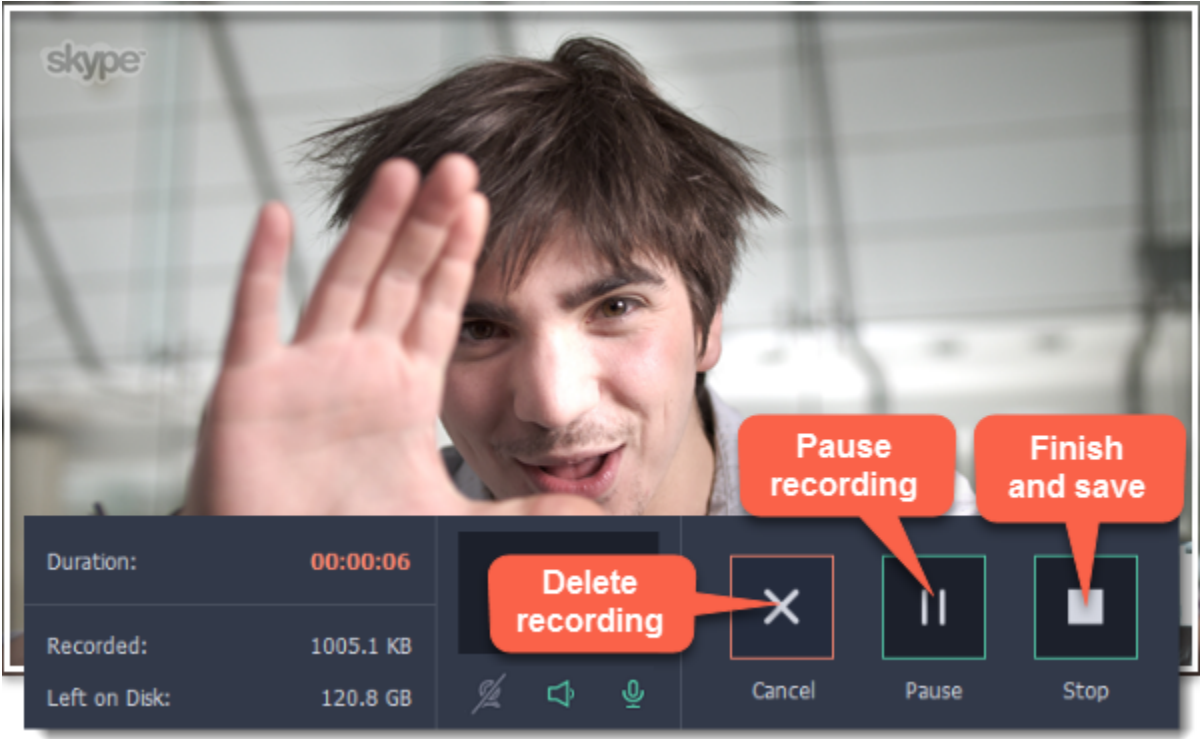 skype™
Pause
recording
Finish
and save
Duration:
00:00:06
Delete
recording
Recorded:
1005.1 KB
Left on Disk:
120.8 GB
Cancel
Pause
Stop